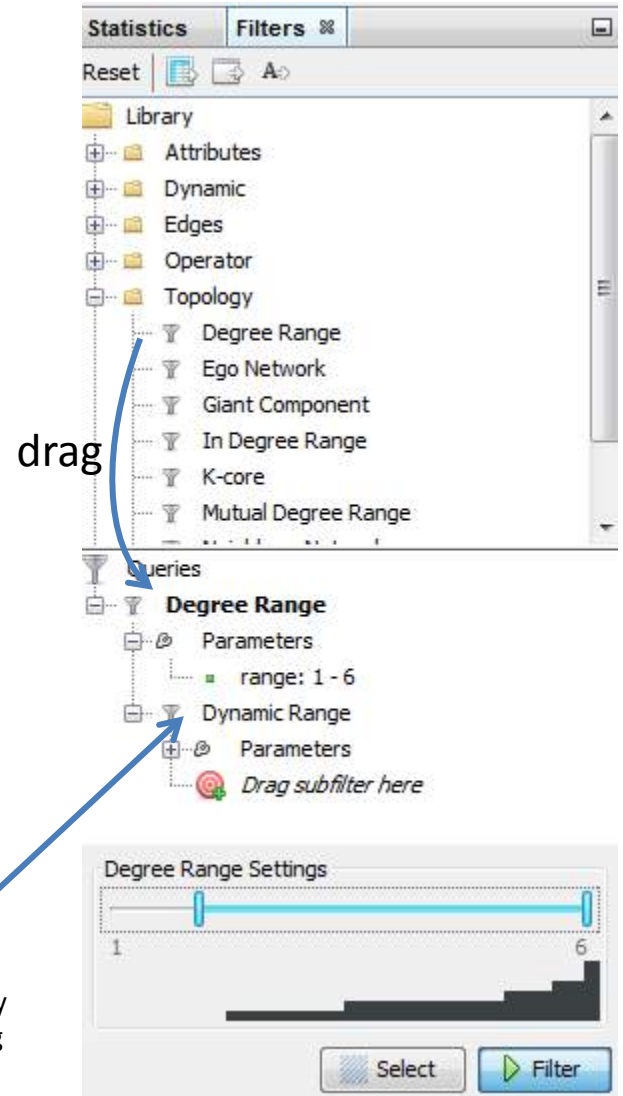 Statistics Filters
Reset
Library
Attributes
Dynamic
Edges
Operator
Topology
Degree Range
Ego Network
Giant Component
In Degree Range
K-core
Mutual Degree Range
drag
Queries
Degree Range
Parameters
range: 1 - 6
Dynamic Range
Parameters
Drag subfilter here
Degree Range Settings
1 6
Select Filter